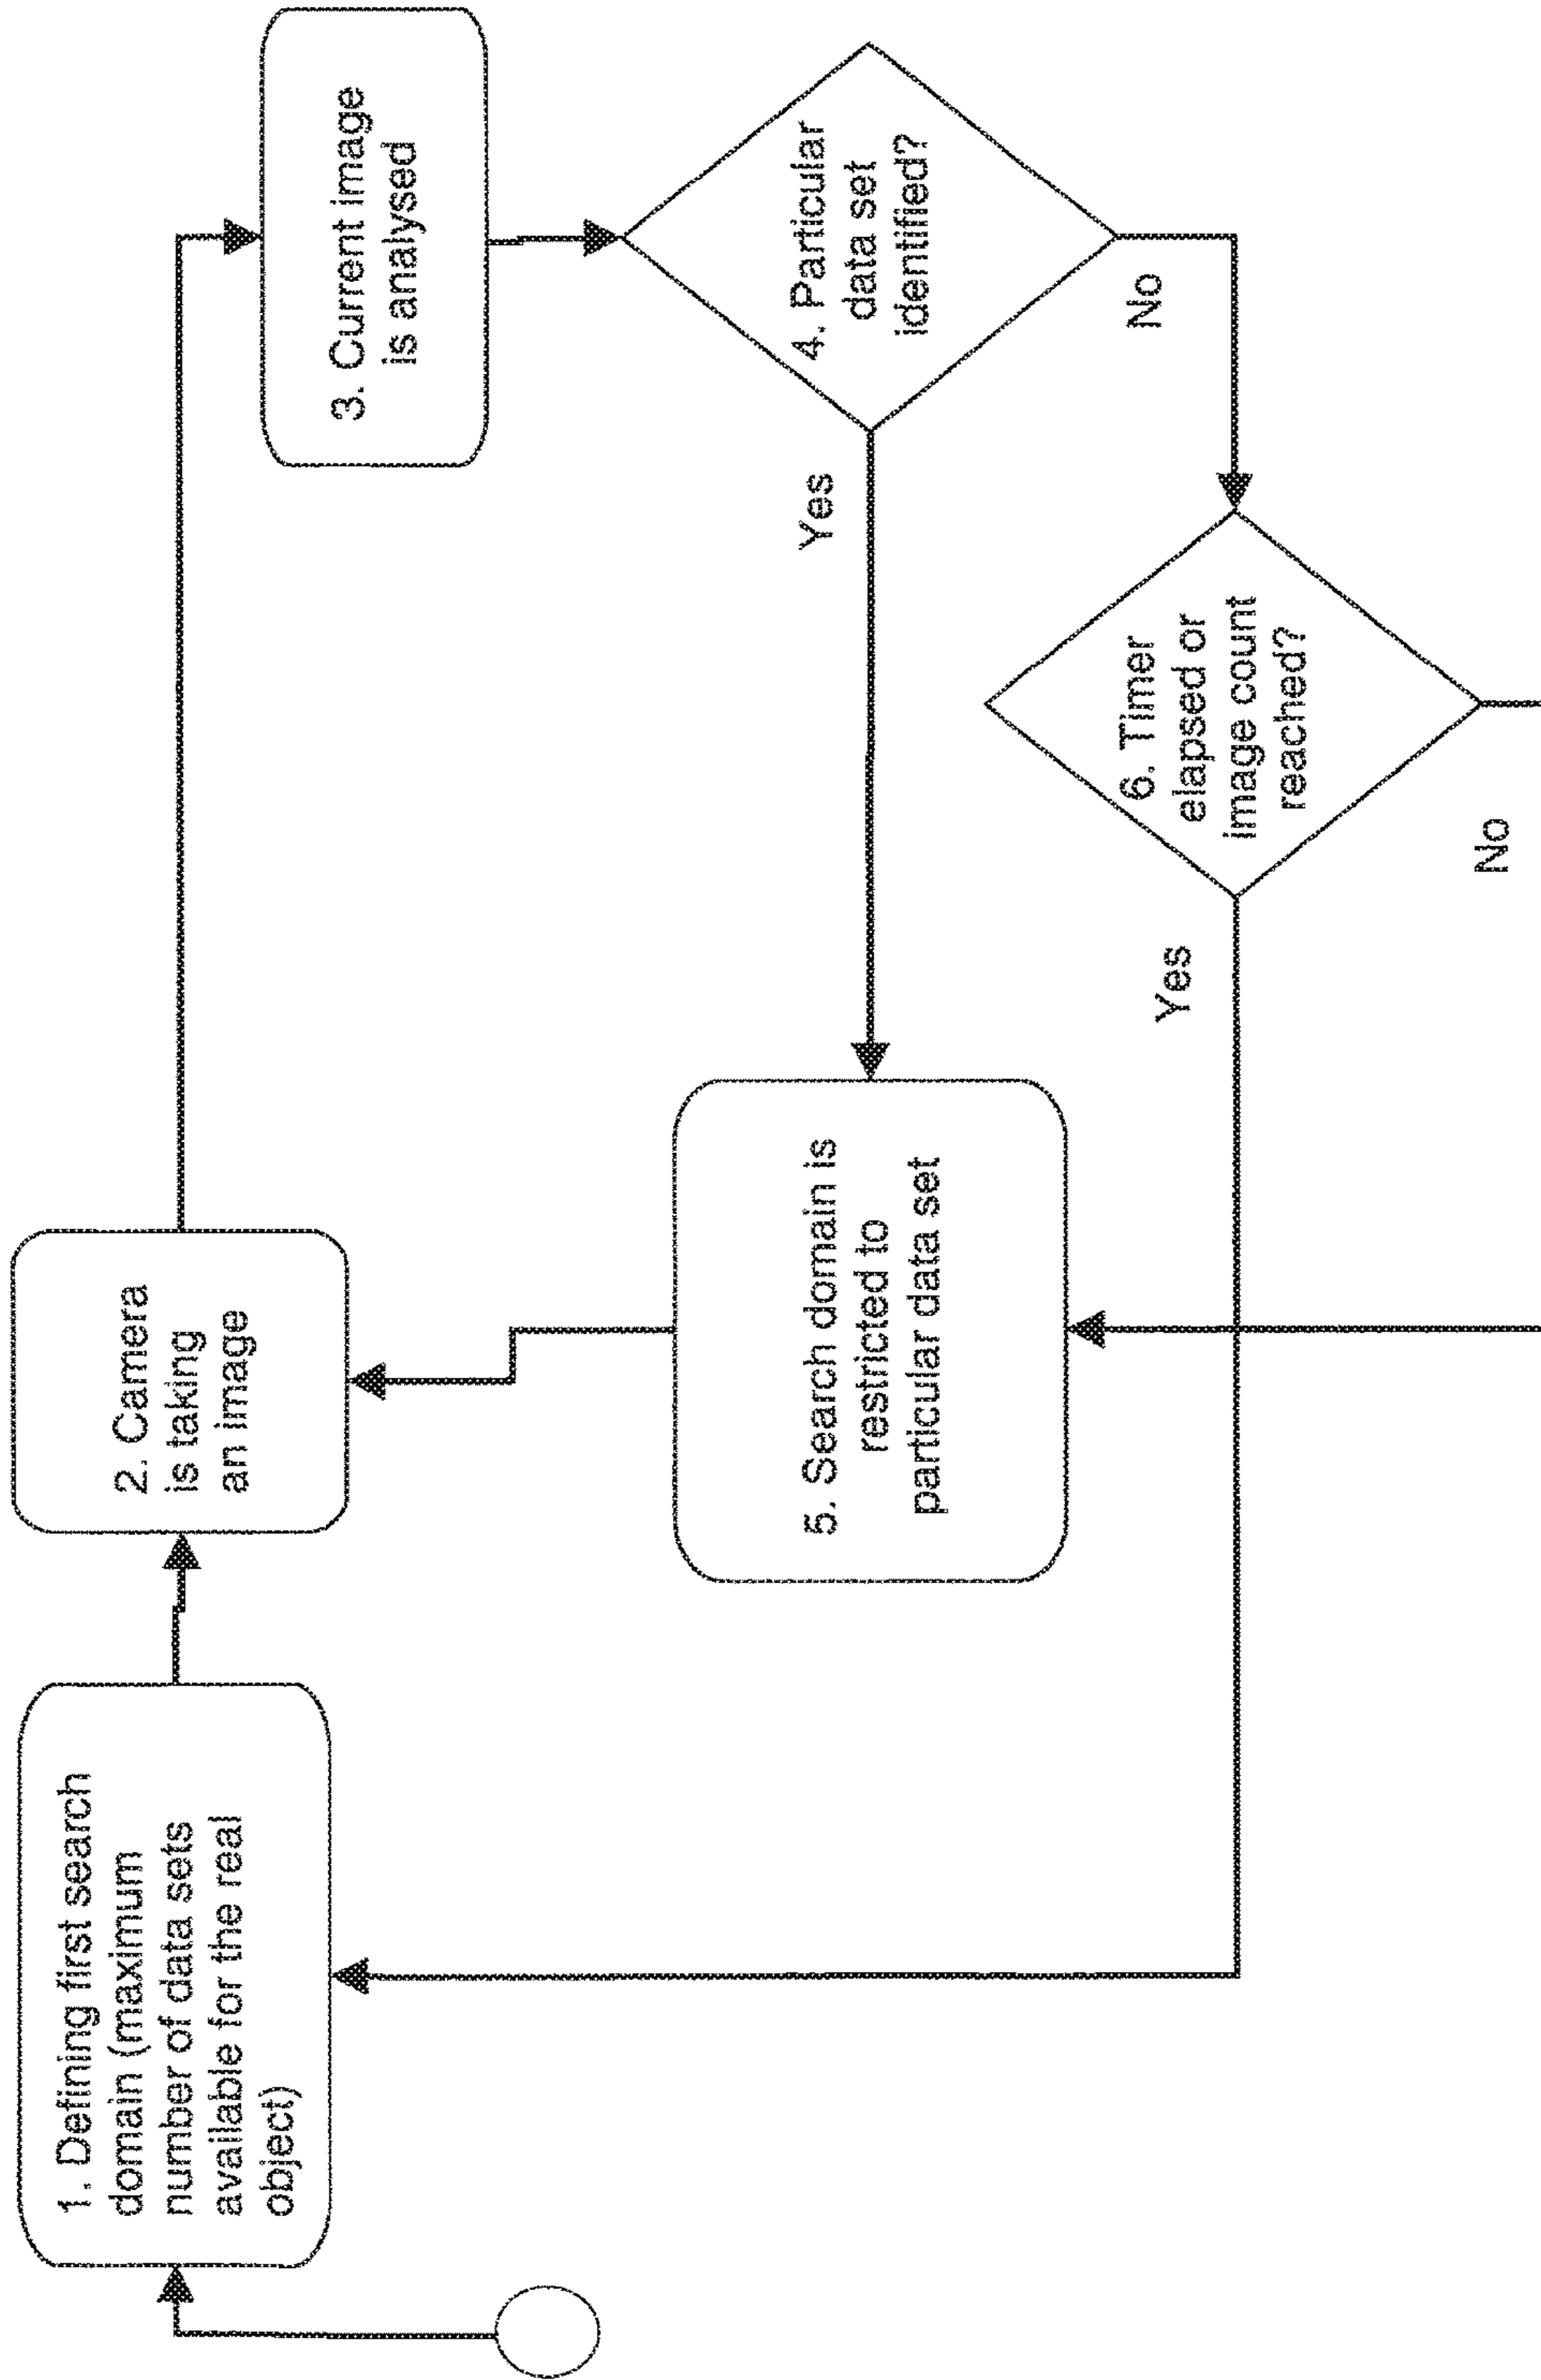 1. Defining first search
domain (maximum
number of data sets
available for the real
object)
2. Camera
is taking
an image
3. Current image
is analysed
4. Particular
data set
identified?
Yes
No
5. Search domain is
restricted to
particular data set
6. Timer
elapsed or
image count
reached?
Yes
No